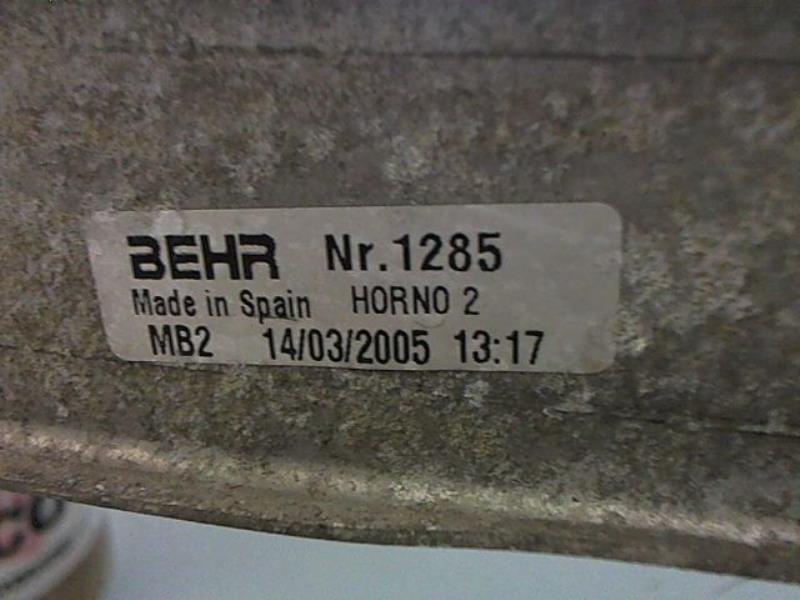 BEHR Nr.1285
Made in Spain HORNO 2
MB2 14/03/2005 13:17